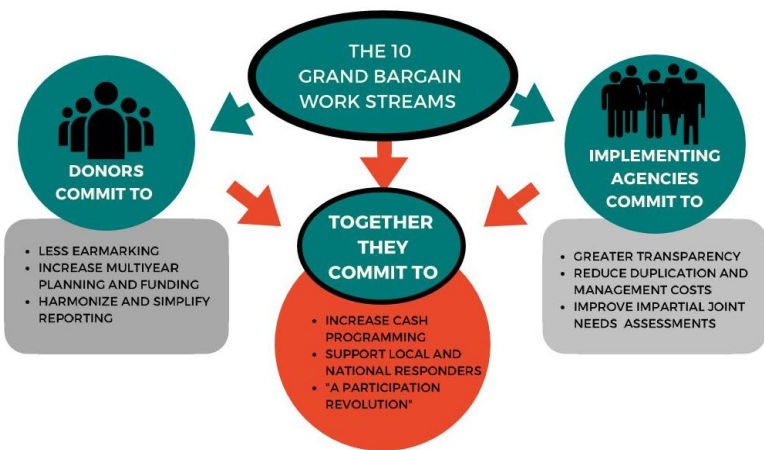 THE 10
GRAND BARGAIN
WORK STREAMS
DONORS
COMMIT TO
• LESS EARMARKING
• INCREASE MULTIYEAR
PLANNING AND FUNDING
• HARMONIZE AND SIMPLIFY
REPORTING
TOGETHER
THEY
COMMIT TO
• INCREASE CASH
PROGRAMMING
• SUPPORT LOCAL AND
NATIONAL RESPONDERS
• "A PARTICIPATION
REVOLUTION"
IMPLEMENTING
AGENCIES
COMMIT TO
• GREATER TRANSPARENCY
• REDUCE DUPLICATION AND
MANAGEMENT COSTS
• IMPROVE IMPARTIAL JOINT
NEEDS ASSESSMENTS